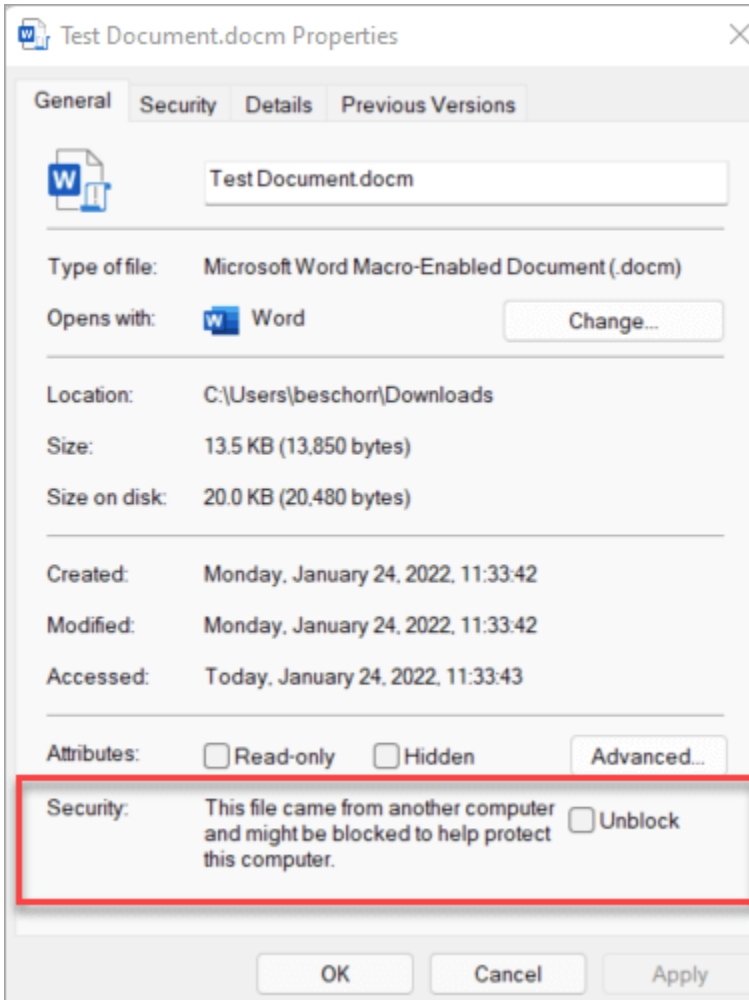 Test Document.docm Properties
General Security Details Previous Versions
Test Document.docm
Type of file: Microsoft Word Macro-Enabled Document (.docm)
Opens with: Word Change...
Location: C:\Users\beschorr\Downloads
Size: 13.5 KB (13,850 bytes)
Size on disk: 20.0 KB (20,480 bytes)
Created: Monday, January 24, 2022, 11:33:42
Modified: Monday, January 24, 2022, 11:33:42
Accessed: Today, January 24, 2022, 11:33:43
Attributes: Read-only Hidden Advanced...
Security: This file came from another computer
and might be blocked to help protect
this computer.
Unblock
OK Cancel Apply